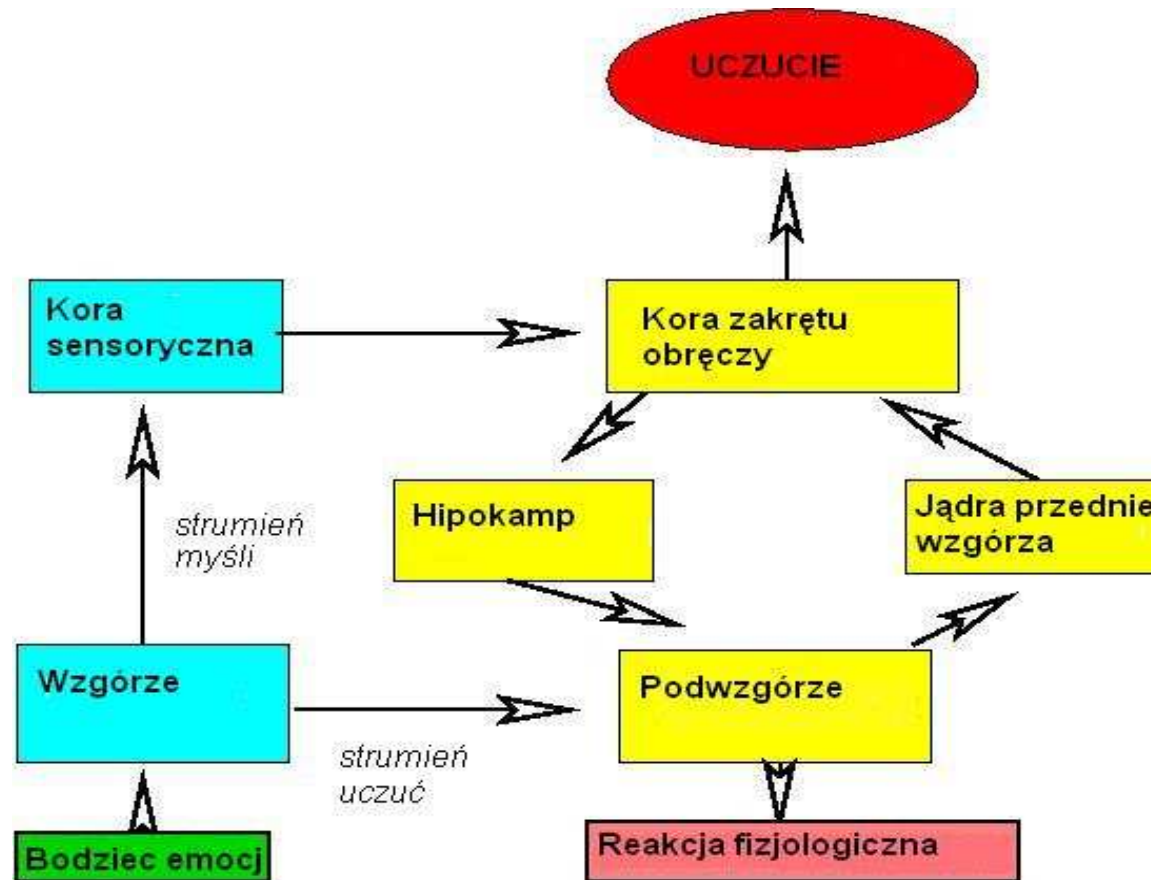 UCZUCIE
Kora
sensoryczna
Kora zakrętu
obręczy
strumień
myśli
Hipokamp
Jądra przednie
wzgórza
Wzgórze
Podwzgórze
strumień
uczuć
Bodziec emocj
Reakcja fizjologiczna